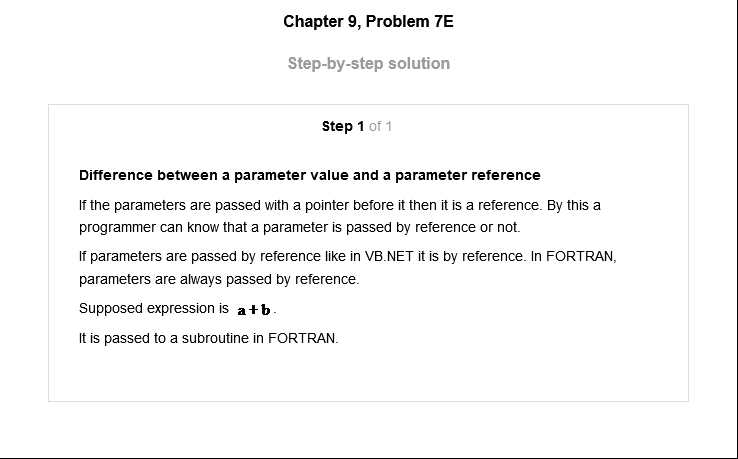 Chapter 9, Problem 7E
Step-by-step solution
Step 1 of 1
Difference between a parameter value and a parameter reference
If the parameters are passed with a pointer before it then it is a reference. By this a
programmer can know that a parameter is passed by reference or not.
If parameters are passed by reference like in VB.NET it is by reference. In FORTRAN,
parameters are always passed by reference.
Supposed expression is a+b.
It is passed to a subroutine in FORTRAN.